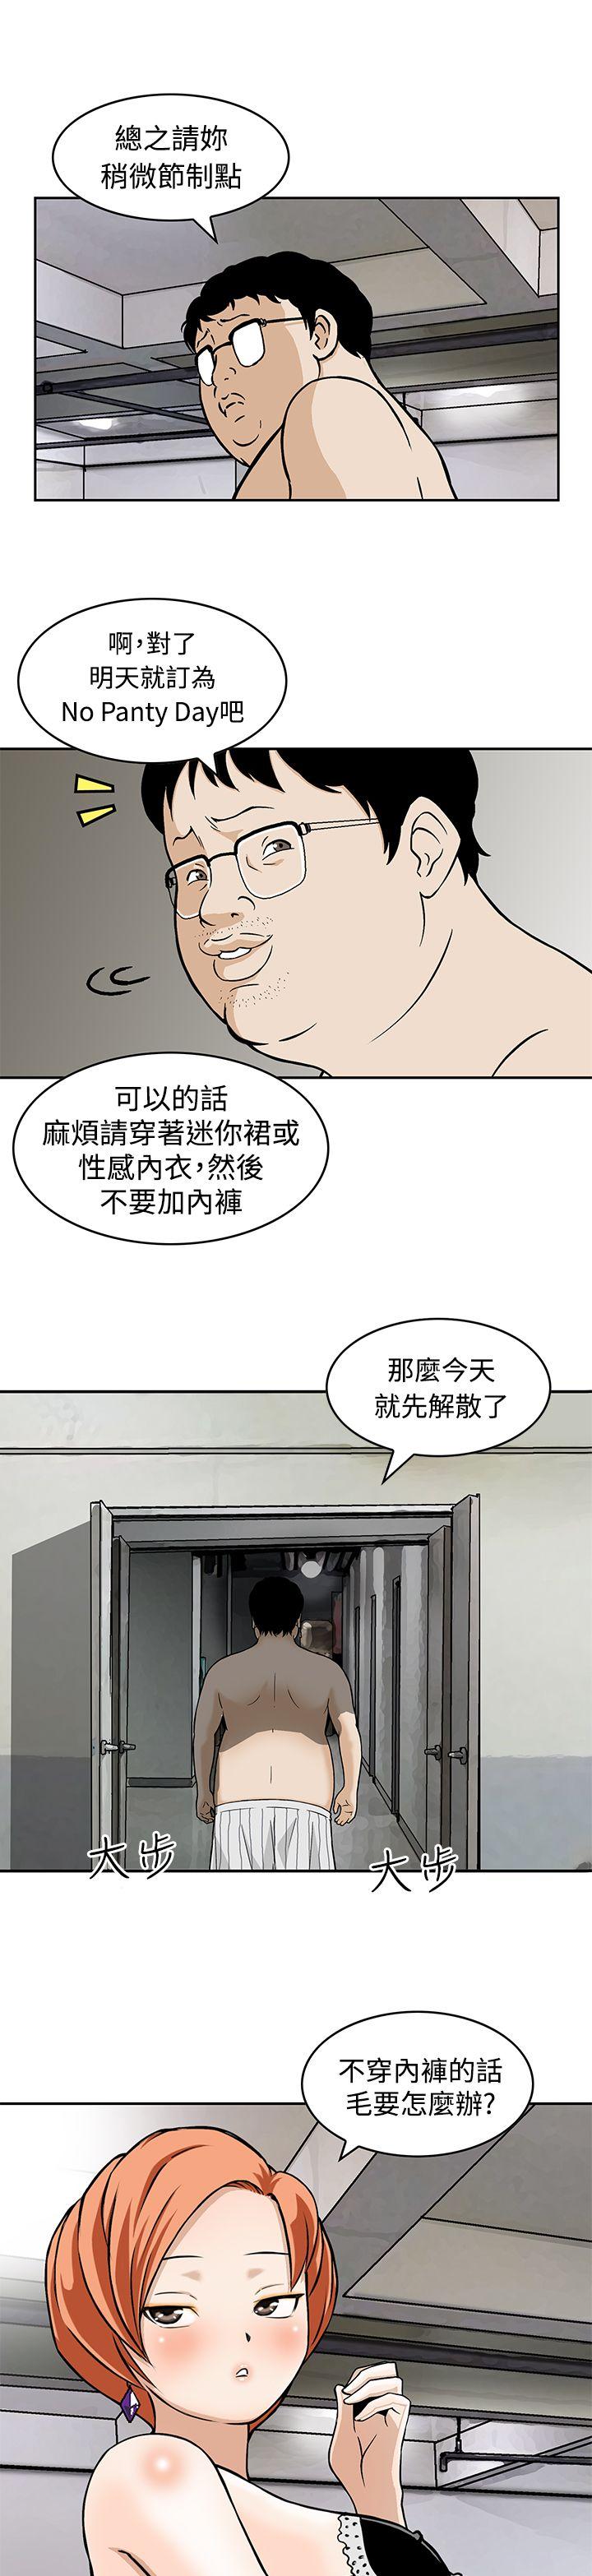 總之請妳
稍微節制點
啊，對了
明天就訂為
No Panty Day吧
可以的話
麻煩請穿著迷你裙或
性感內衣，然後
不要加內褲
那麼今天
就先解散了
大步
大步
不穿內褲的話
毛要怎麼辦?